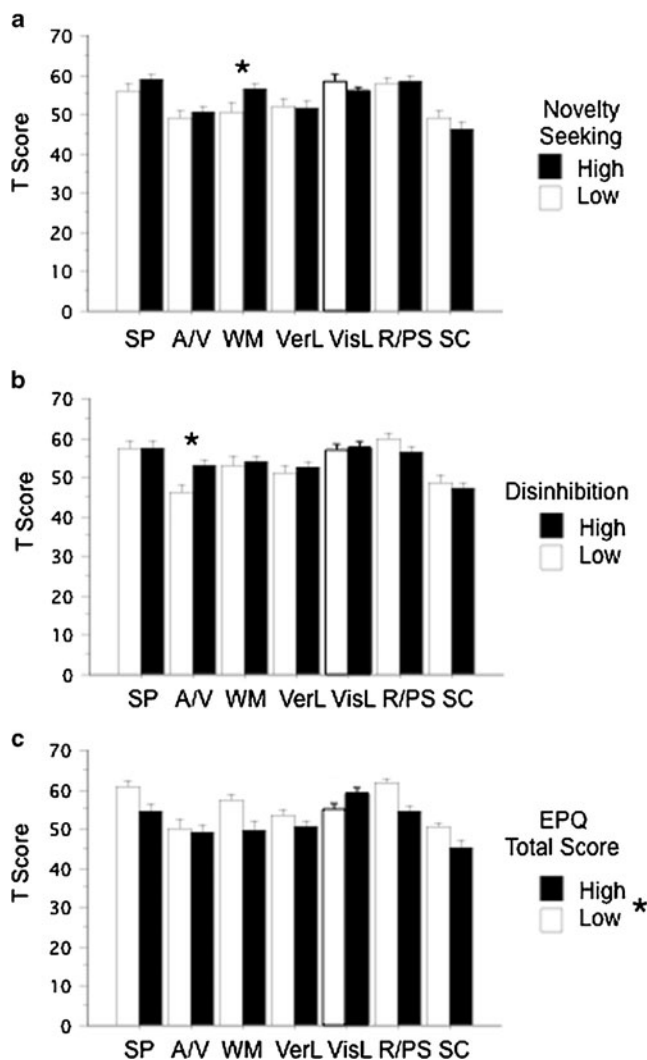 a
70
60
50
40
30
20
10
0
T Score
*
SP A/V WM VerL VisL R/PS SC
Novelty
Seeking
High
Low
b
70
60
50
40
30
20
10
0
T Score
*
SP A/V WM VerL VisL R/PS SC
Disinhibition
High
Low
c
70
60
50
40
30
20
10
0
T Score
SP A/V WM VerL VisL R/PS SC
EPQ
Total Score
High
Low *